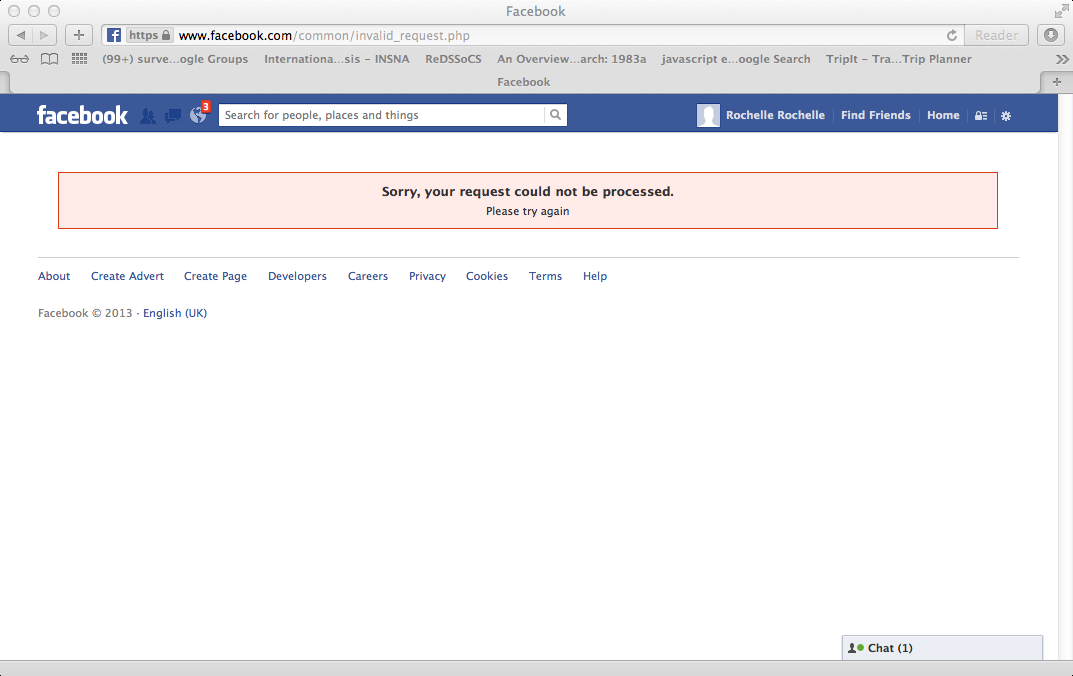 Facebook
https www.facebook.com/common/invalid_request.php Reader
(99+) surve...ogle Groups Internationa...sis – INSNA ReDSSoCS An Overview...arch: 1983a javascript e...oogle Search TripIt – Tra...Trip Planner
Facebook
facebook 3 Search for people, places and things Rochelle Rochelle Find Friends Home
Sorry, your request could not be processed.
Please try again
About Create Advert Create Page Developers Careers Privacy Cookies Terms Help
Facebook © 2013 · English (UK)
Chat (1)